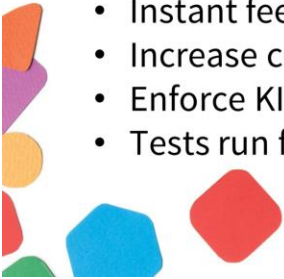 • Instant fee
• Increase c
• Enforce KI
• Tests run f